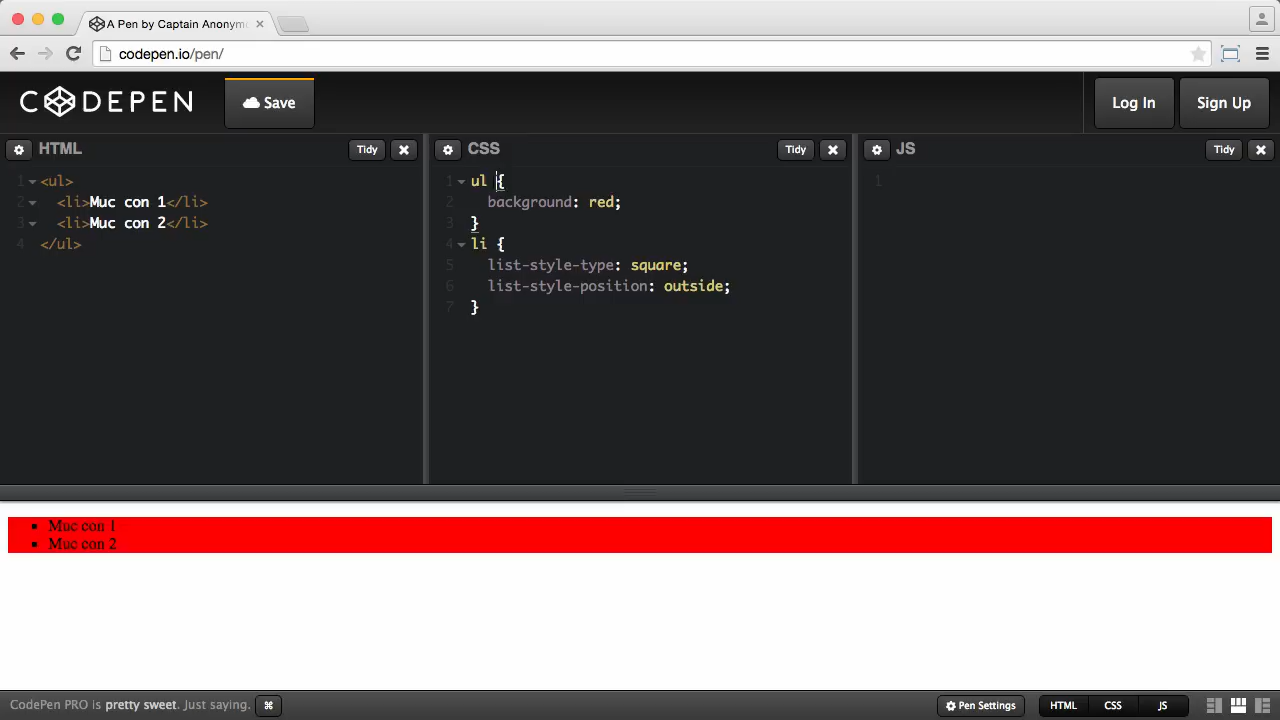 A Pen by Captain Anonym
codepen.io/pen/
CODEPEN
Save
Log In
Sign Up
HTML
Tidy
CSS
Tidy
JS
Tidy
1 <ul>
2 <li>Muc con 1</li>
3 <li>Muc con 2</li>
4 </ul>
1 ul {
2 background: red;
3 }
4 li {
5 list-style-type: square;
6 list-style-position: outside;
7 }
1
Muc con 1
Muc con 2
CodePen PRO is pretty sweet. Just saying. ⌘
Pen Settings
HTML
CSS
JS